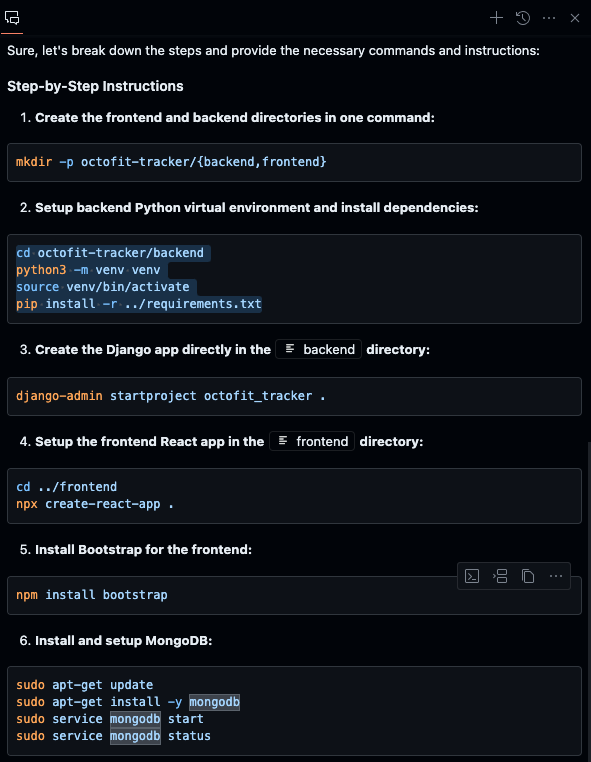 Sure, let's break down the steps and provide the necessary commands and instructions:
Step-by-Step Instructions
1. Create the frontend and backend directories in one command:
mkdir -p octofit-tracker/{backend,frontend}
2. Setup backend Python virtual environment and install dependencies:
cd octofit-tracker/backend
python3 -m venv venv
source venv/bin/activate
pip install -r ../requirements.txt
3. Create the Django app directly in the backend directory:
django-admin startproject octofit_tracker .
4. Setup the frontend React app in the frontend directory:
cd ../frontend
npx create-react-app .
5. Install Bootstrap for the frontend:
npm install bootstrap
6. Install and setup MongoDB:
sudo apt-get update
sudo apt-get install -y mongodb
sudo service mongodb start
sudo service mongodb status